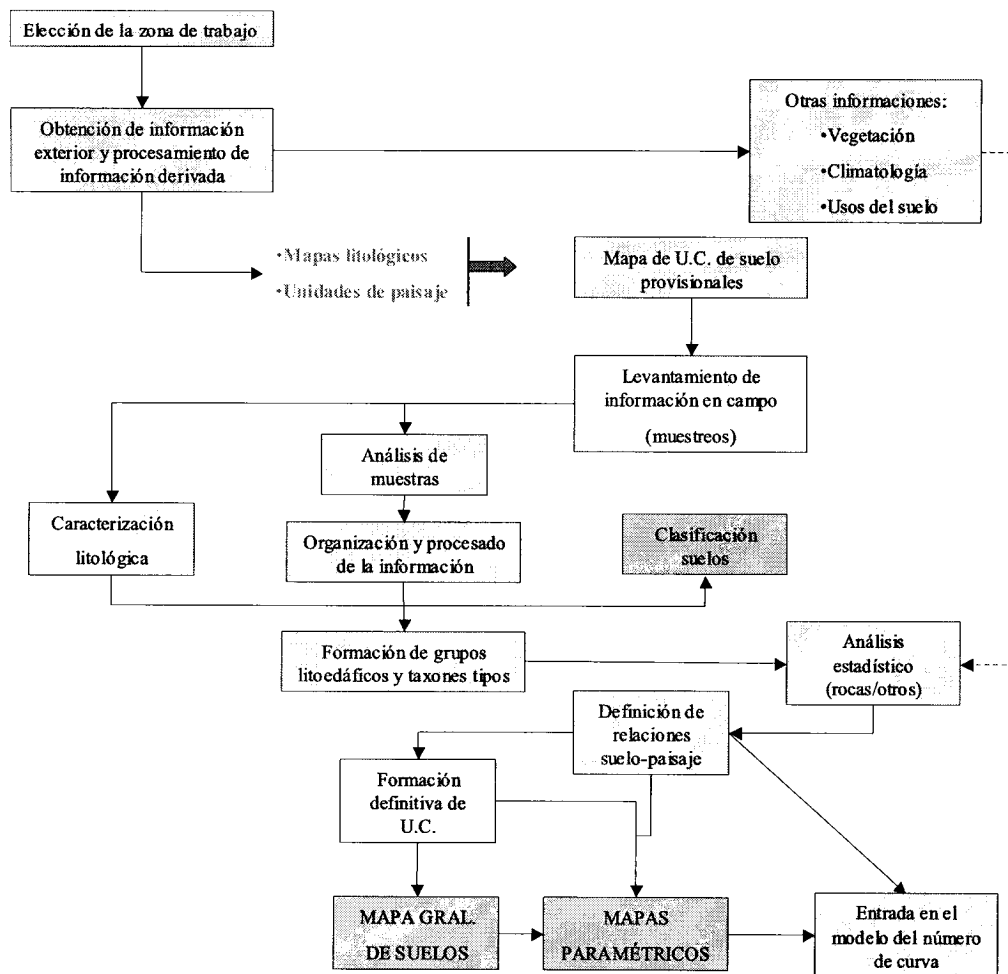 Elección de la zona de trabajo
Obtención de información
exterior y procesamiento de
información derivada
Otras informaciones:
•Vegetación
•Climatología
•Usos del suelo
•Mapas litológicos
•Unidades de paisaje
Mapa de U.C. de suelo
provisionales
Levantamiento de
información en campo
(muestreos)
Análisis de
muestras
Caracterización
litológica
Organización y procesado
de la información
Clasificación
suelos
Formación de grupos
litoedáficos y taxones tipos
Análisis
estadístico
(rocas/otros)
Definición de
relaciones
suelo-paisaje
Formación
definitiva de
U.C.
MAPA GRAL.
DE SUELOS
MAPAS
PARAMÉTRICOS
Entrada en el
modelo del número
de curva